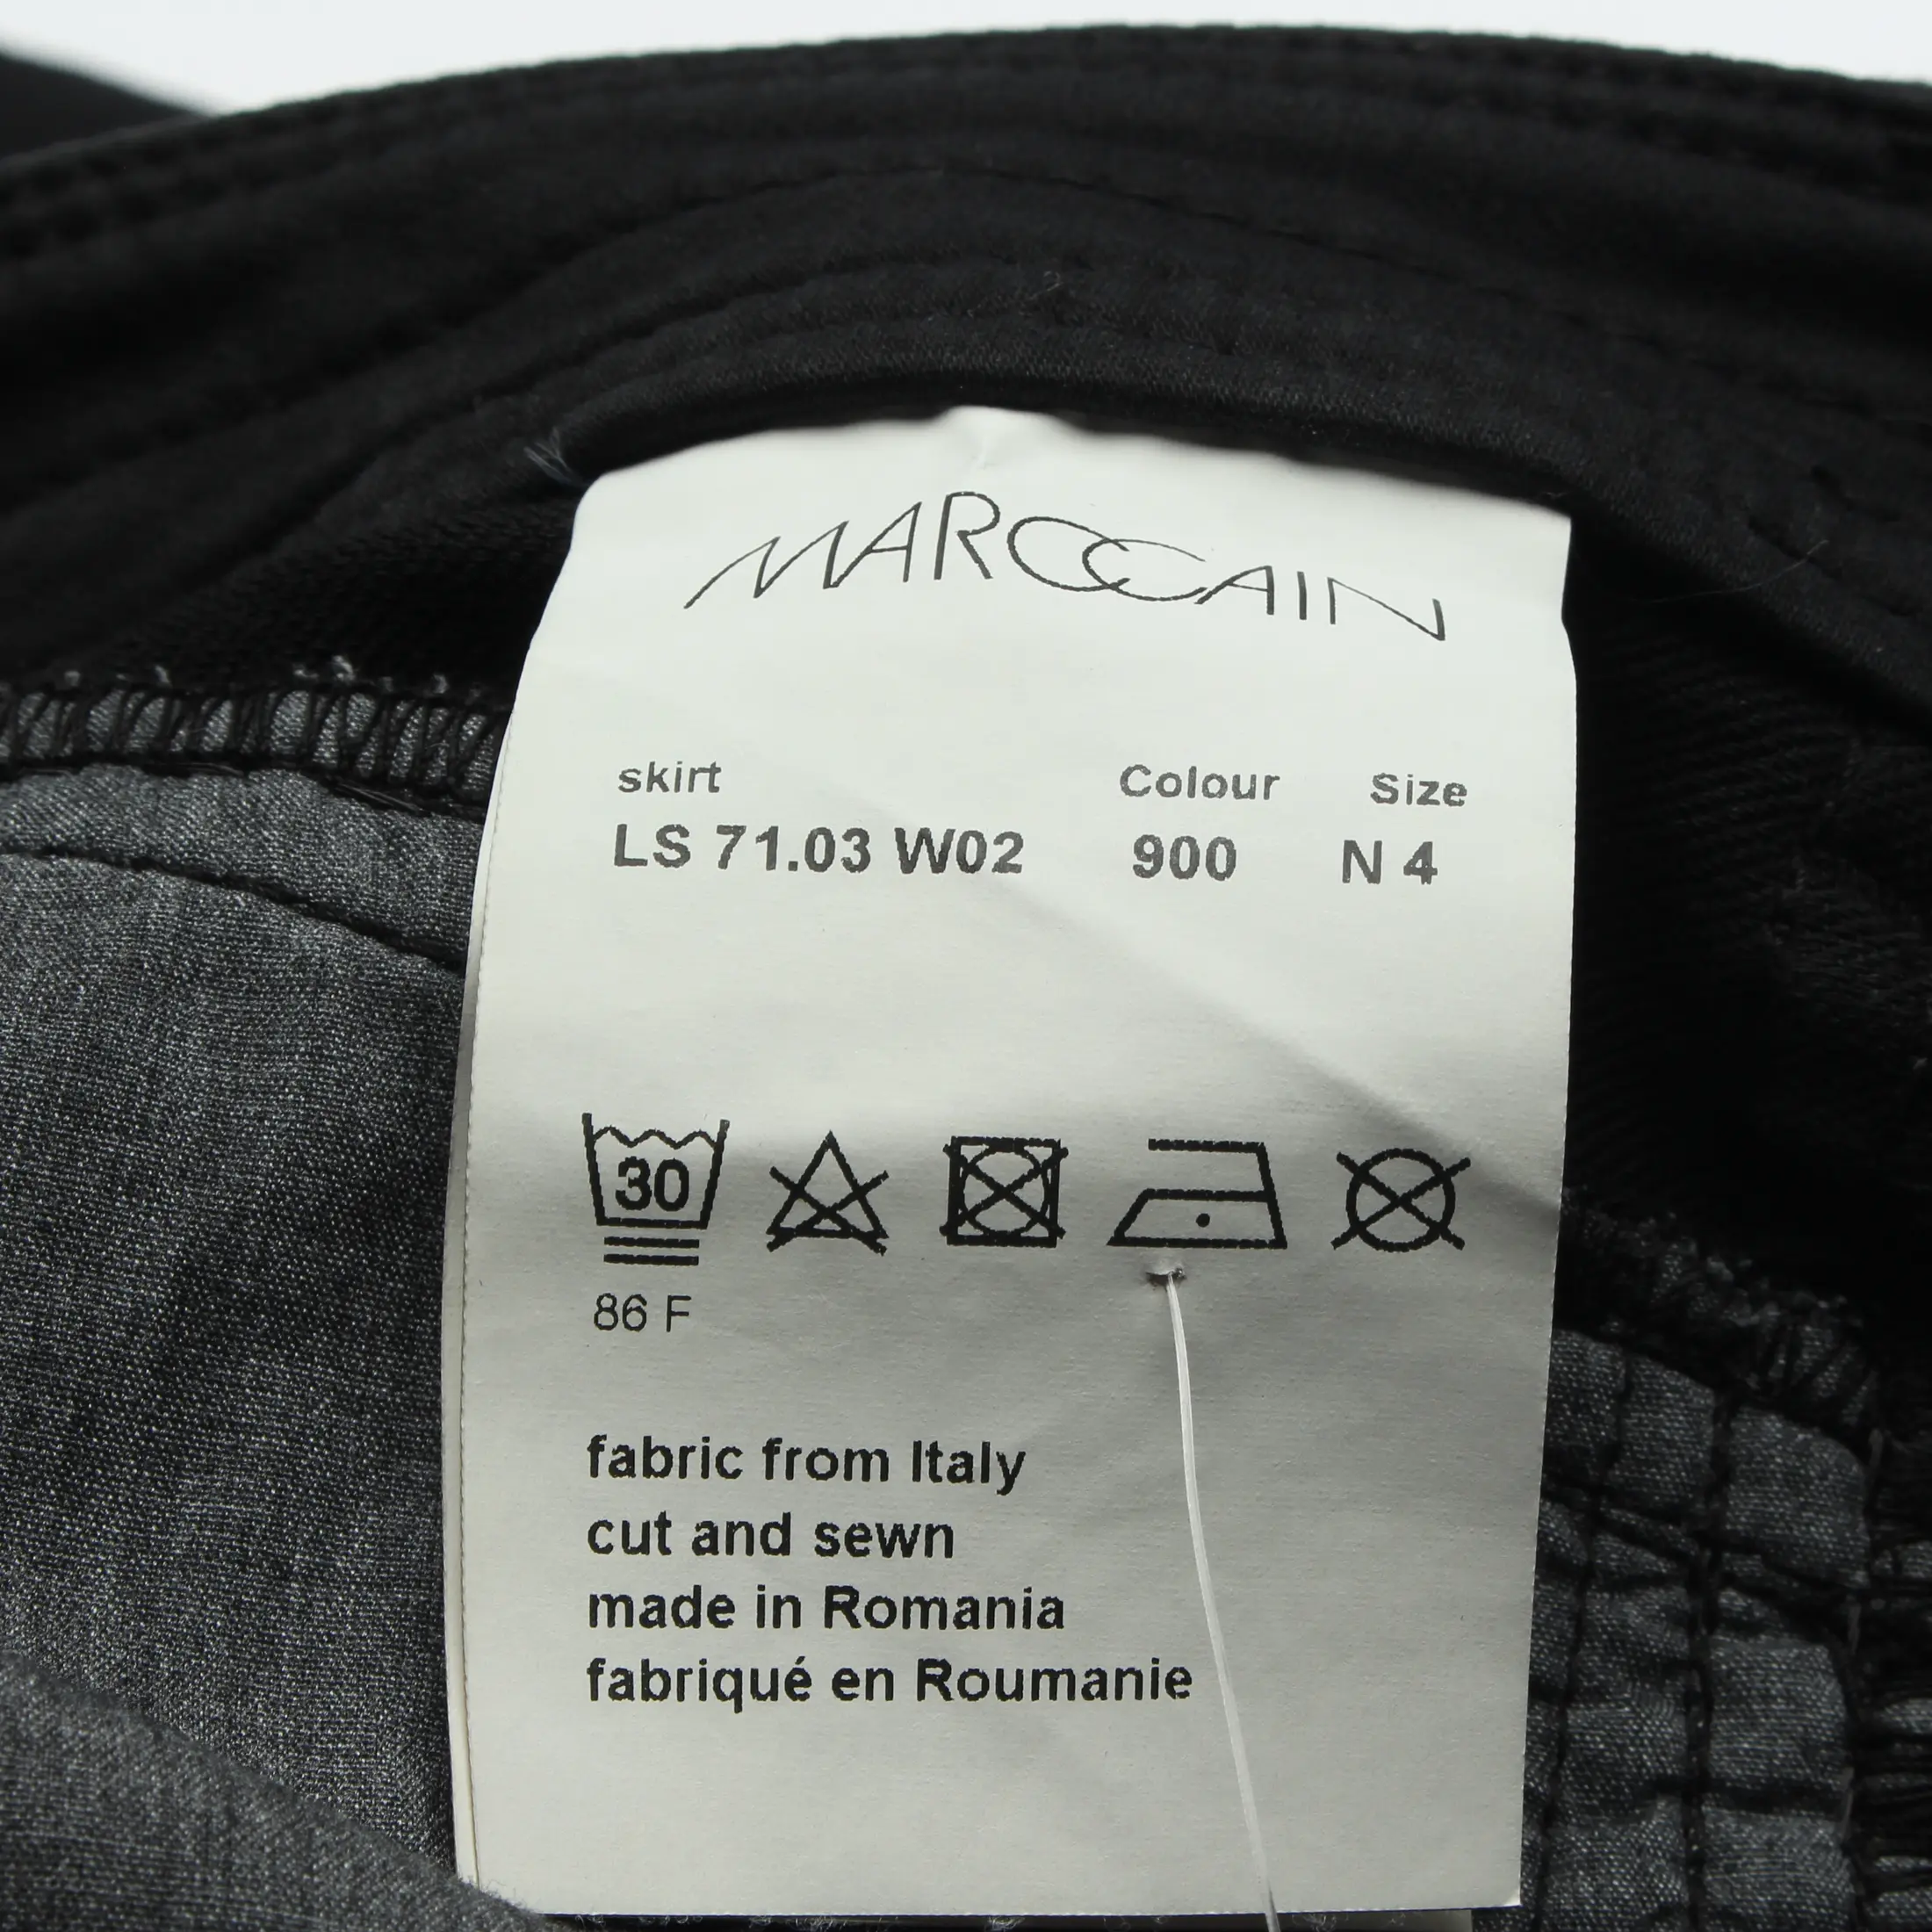 MARCCAIN
skirt Colour Size
LS 71.03 W02 900 N 4
30
86 F
fabric from Italy
cut and sewn
made in Romania
fabriqué en Roumanie